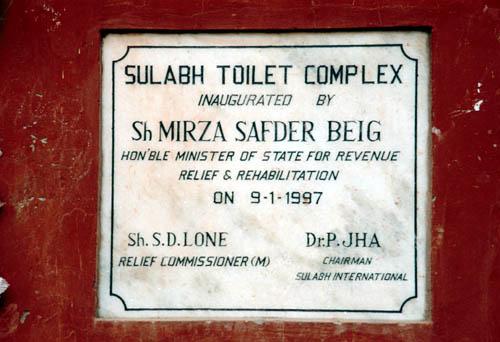 SULABH TOILET COMPLEX
INAUGURATED BY
Sh MIRZA SAFDER BEIG
HON'BLE MINISTER OF STATE FOR REVENUE
RELIEF & REHABILITATION
ON 9-1-1997
Sh. S.D. LONE Dr. P. JHA
RELIEF COMMISSIONER (M) CHAIRMAN
SULABH INTERNATIONAL